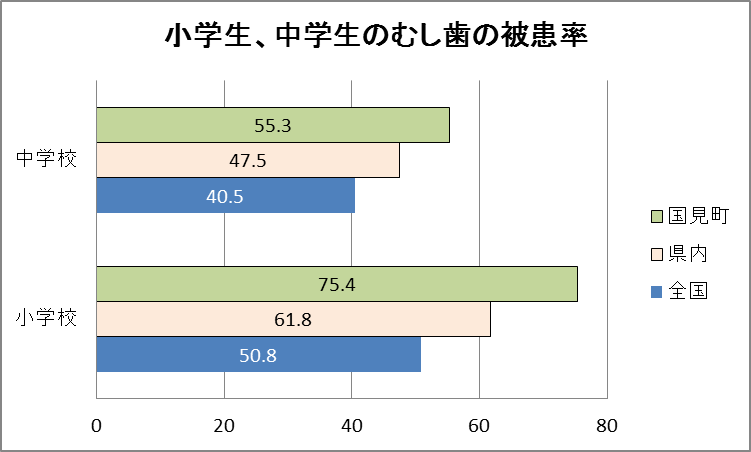 小学生、中学生のむし歯の被患率
中学校
55.3
47.5
40.5
小学校
75.4
61.8
50.8
0 20 40 60 80
国見町
県内
全国